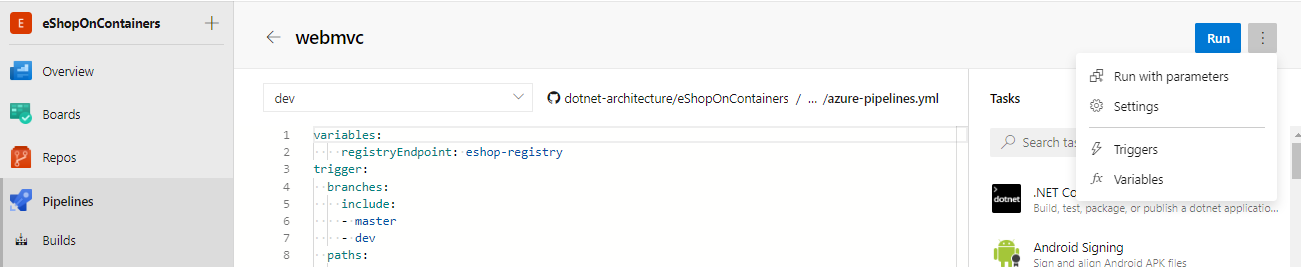 E eShopOnContainers +
Overview
Boards
Repos
Pipelines
Builds
← webmvc
Run
Run with parameters
Settings
Triggers
Variables
dev
dotnet-architecture/eShopOnContainers / ... /azure-pipelines.yml
1 variables:
2 registryEndpoint: eshop-registry
3 trigger:
4 branches:
5 include:
6 - master
7 - dev
8 paths:
Tasks
Search tas
dotnet
.NET Co
Build, test, package, or publish a dotnet applicatio...
Android Signing
Sign and align Android APK files